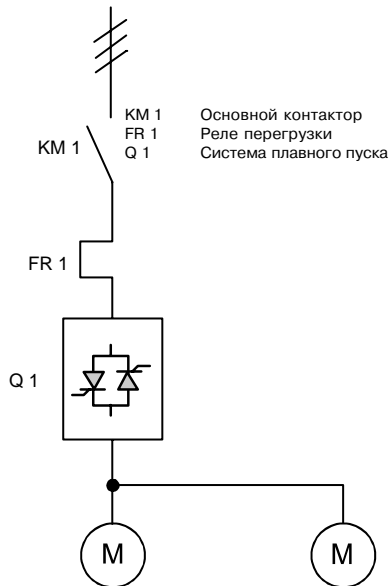 KM 1 Основной контактор
FR 1 Реле перегрузки
Q 1 Система плавного пуска
KM 1
FR 1
Q 1
M M